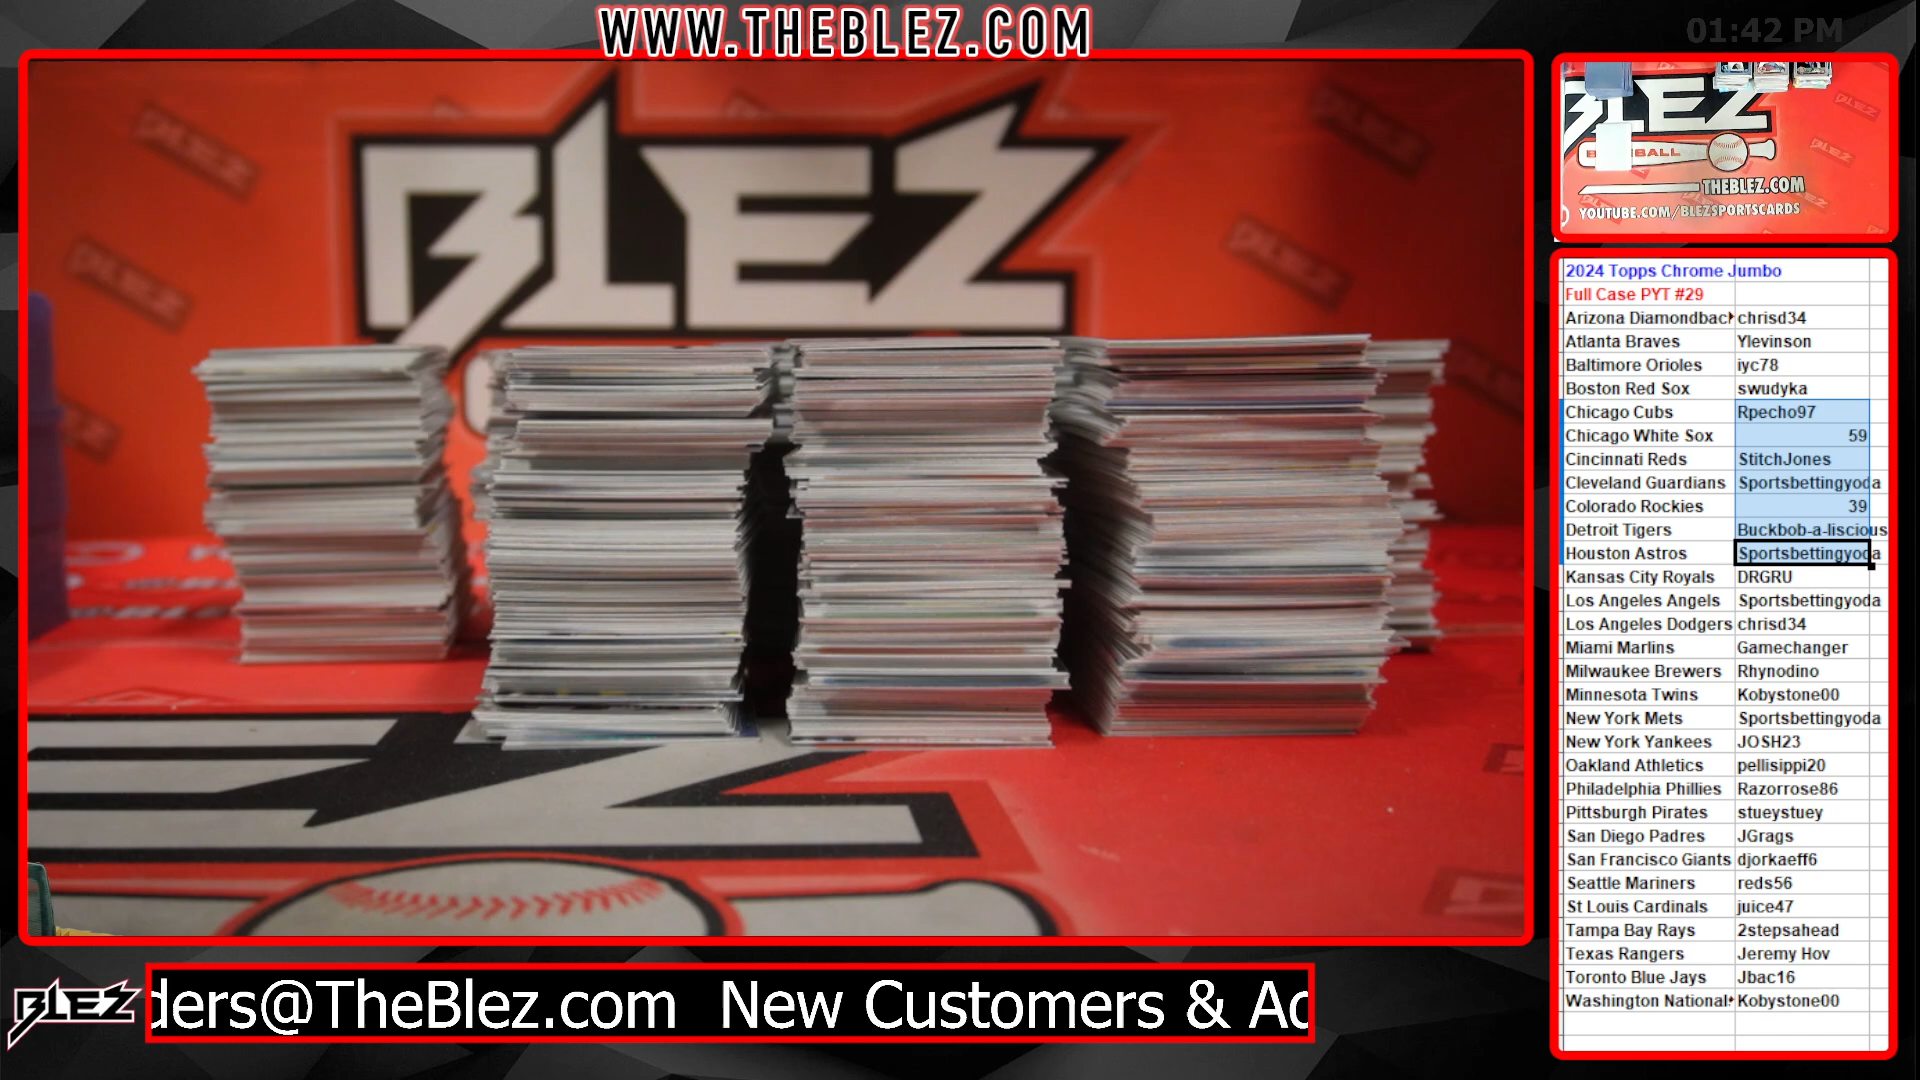 WWW.THEBLEZ.COM
01:42 PM
BLEZ
BLEZ
THEBLEZ.COM
YOUTUBE.COM/BLEZSPORTSCARDS
2024 Topps Chrome Jumbo
Full Case PYT #29
Arizona Diamondback chrisd34
Atlanta Braves Ylevinson
Baltimore Orioles iyc78
Boston Red Sox swudyka
Chicago Cubs Rpecho97
Chicago White Sox 59
Cincinnati Reds StitchJones
Cleveland Guardians Sportsbettingyoda
Colorado Rockies 39
Detroit Tigers Buckbob-a-liscious
Houston Astros Sportsbettingyoda
Kansas City Royals DRGRU
Los Angeles Angels Sportsbettingyoda
Los Angeles Dodgers chrisd34
Miami Marlins Gamechanger
Milwaukee Brewers Rhynodino
Minnesota Twins Kobystone00
New York Mets Sportsbettingyoda
New York Yankees JOSH23
Oakland Athletics pellisippi20
Philadelphia Phillies Razorrose86
Pittsburgh Pirates stueystuey
San Diego Padres JGrags
San Francisco Giants djorkaeff6
Seattle Mariners reds56
St Louis Cardinals juice47
Tampa Bay Rays 2stepsahead
Texas Rangers Jeremy Hov
Toronto Blue Jays Jbac16
Washington National Kobystone00
BLEZ
ders@TheBlez.com New Customers & Ad